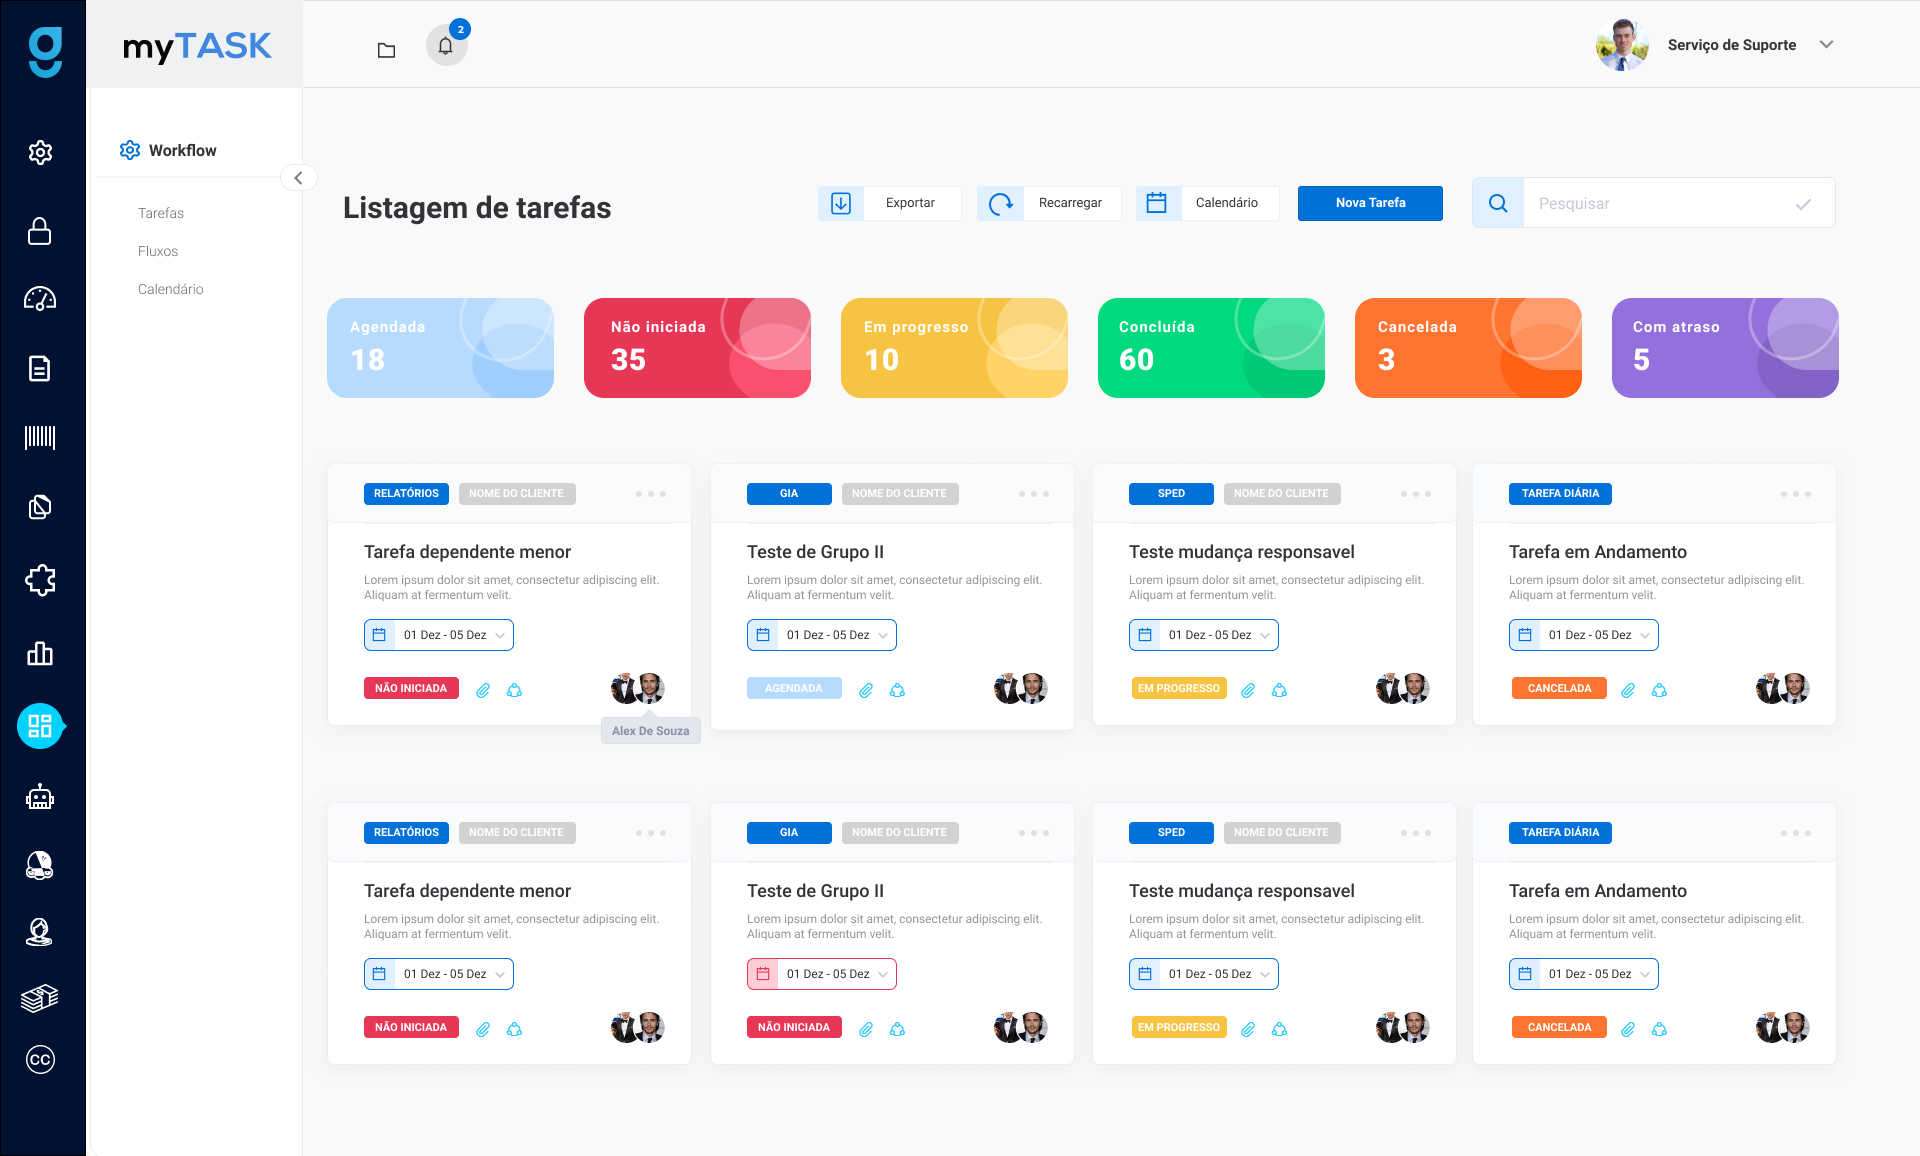 myTASK
2
Serviço de Suporte
Workflow
Tarefas
Fluxos
Calendário
CC
Listagem de tarefas
Exportar
Recarregar
Calendário
Nova Tarefa
Pesquisar
Agendada
18
Não iniciada
35
Em progresso
10
Concluída
60
Cancelada
3
Com atraso
5
RELATÓRIOS NOME DO CLIENTE
Tarefa dependente menor
Lorem ipsum dolor sit amet, consectetur adipiscing elit.
Aliquam at fermentum velit.
01 Dez - 05 Dez
NÃO INICIADA
Alex De Souza
GIA NOME DO CLIENTE
Teste de Grupo II
Lorem ipsum dolor sit amet, consectetur adipiscing elit.
Aliquam at fermentum velit.
01 Dez - 05 Dez
AGENDADA
SPED NOME DO CLIENTE
Teste mudança responsavel
Lorem ipsum dolor sit amet, consectetur adipiscing elit.
Aliquam at fermentum velit.
01 Dez - 05 Dez
EM PROGRESSO
TAREFA DIÁRIA
Tarefa em Andamento
Lorem ipsum dolor sit amet, consectetur adipiscing elit.
Aliquam at fermentum velit.
01 Dez - 05 Dez
CANCELADA
RELATÓRIOS NOME DO CLIENTE
Tarefa dependente menor
Lorem ipsum dolor sit amet, consectetur adipiscing elit.
Aliquam at fermentum velit.
01 Dez - 05 Dez
NÃO INICIADA
GIA NOME DO CLIENTE
Teste de Grupo II
Lorem ipsum dolor sit amet, consectetur adipiscing elit.
Aliquam at fermentum velit.
01 Dez - 05 Dez
NÃO INICIADA
SPED NOME DO CLIENTE
Teste mudança responsavel
Lorem ipsum dolor sit amet, consectetur adipiscing elit.
Aliquam at fermentum velit.
01 Dez - 05 Dez
EM PROGRESSO
TAREFA DIÁRIA
Tarefa em Andamento
Lorem ipsum dolor sit amet, consectetur adipiscing elit.
Aliquam at fermentum velit.
01 Dez - 05 Dez
CANCELADA